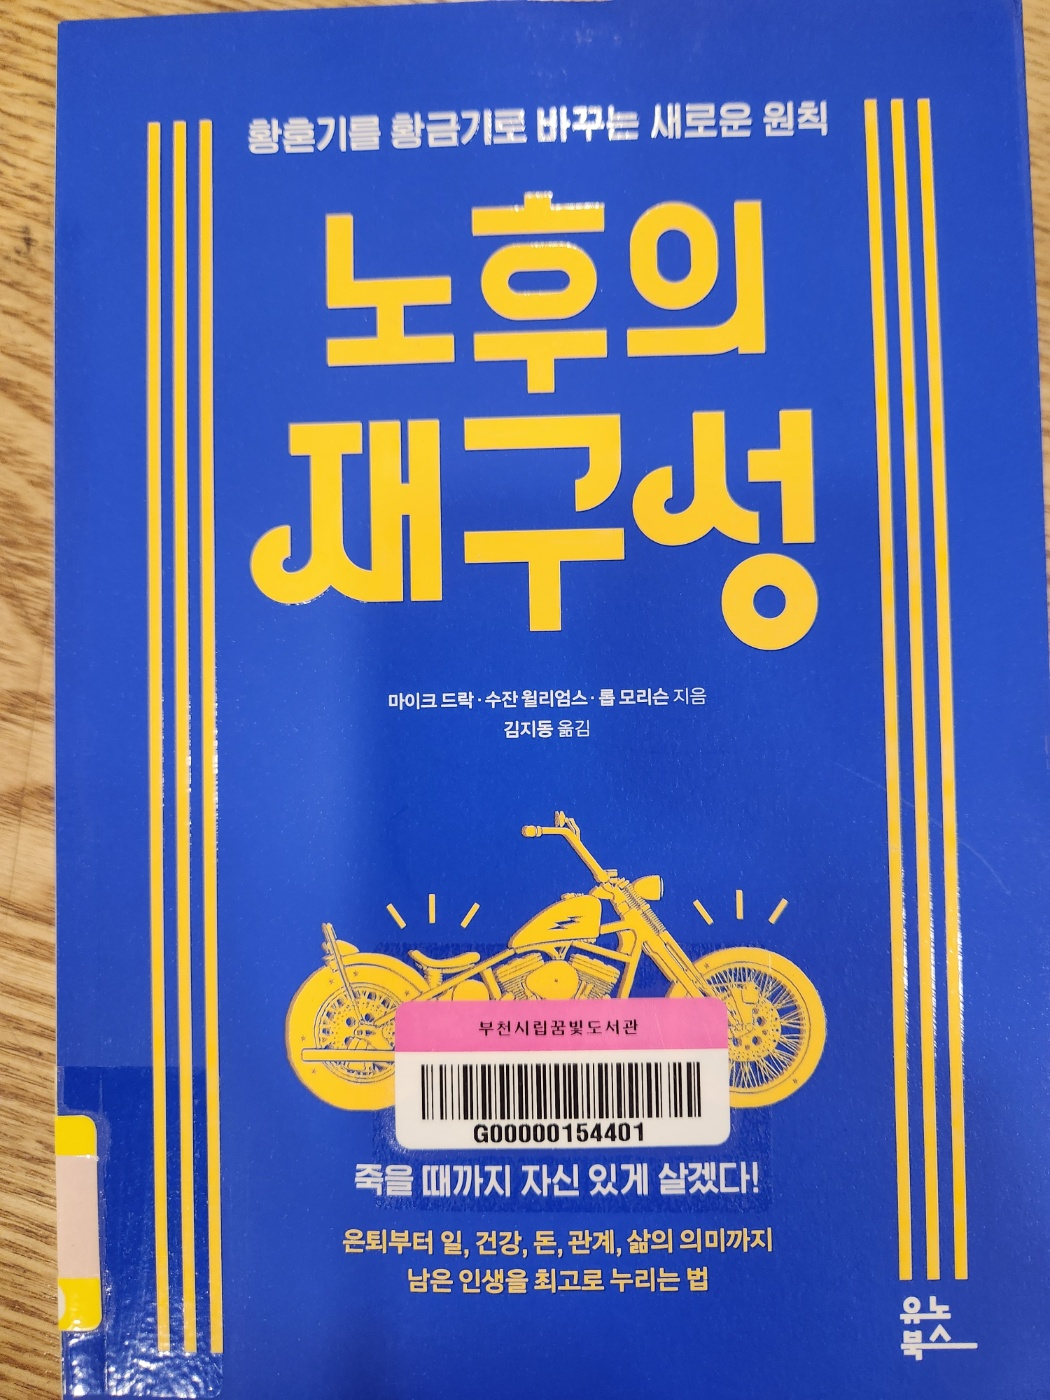 황혼기를 황금기로 바꾸는 새로운 원칙
노후의
재구성
마이크 드락·수잔 윌리엄스·롭 모리슨 지음
김지동 옮김
부천시립꿈빛도서관
G00000154401
죽을 때까지 자신 있게 살겠다!
은퇴부터 일, 건강, 돈, 관계, 삶의 의미까지
남은 인생을 최고로 누리는 법
유노
북스